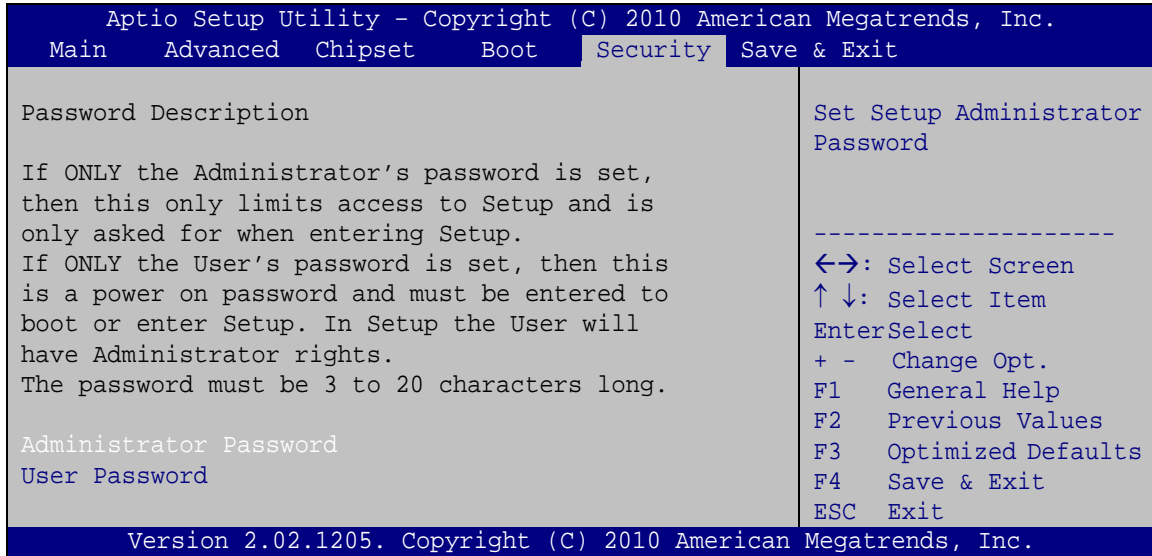 Aptio Setup Utility – Copyright (C) 2010 American Megatrends, Inc.
Main Advanced Chipset Boot Security Save & Exit
Password Description
If ONLY the Administrator’s password is set,
then this only limits access to Setup and is
only asked for when entering Setup.
If ONLY the User’s password is set, then this
is a power on password and must be entered to
boot or enter Setup. In Setup the User will
have Administrator rights.
The password must be 3 to 20 characters long.
Administrator Password
User Password
Set Setup Administrator
Password
---------------------
←→: Select Screen
↑ ↓: Select Item
EnterSelect
+ - Change Opt.
F1 General Help
F2 Previous Values
F3 Optimized Defaults
F4 Save & Exit
ESC Exit
Version 2.02.1205. Copyright (C) 2010 American Megatrends, Inc.